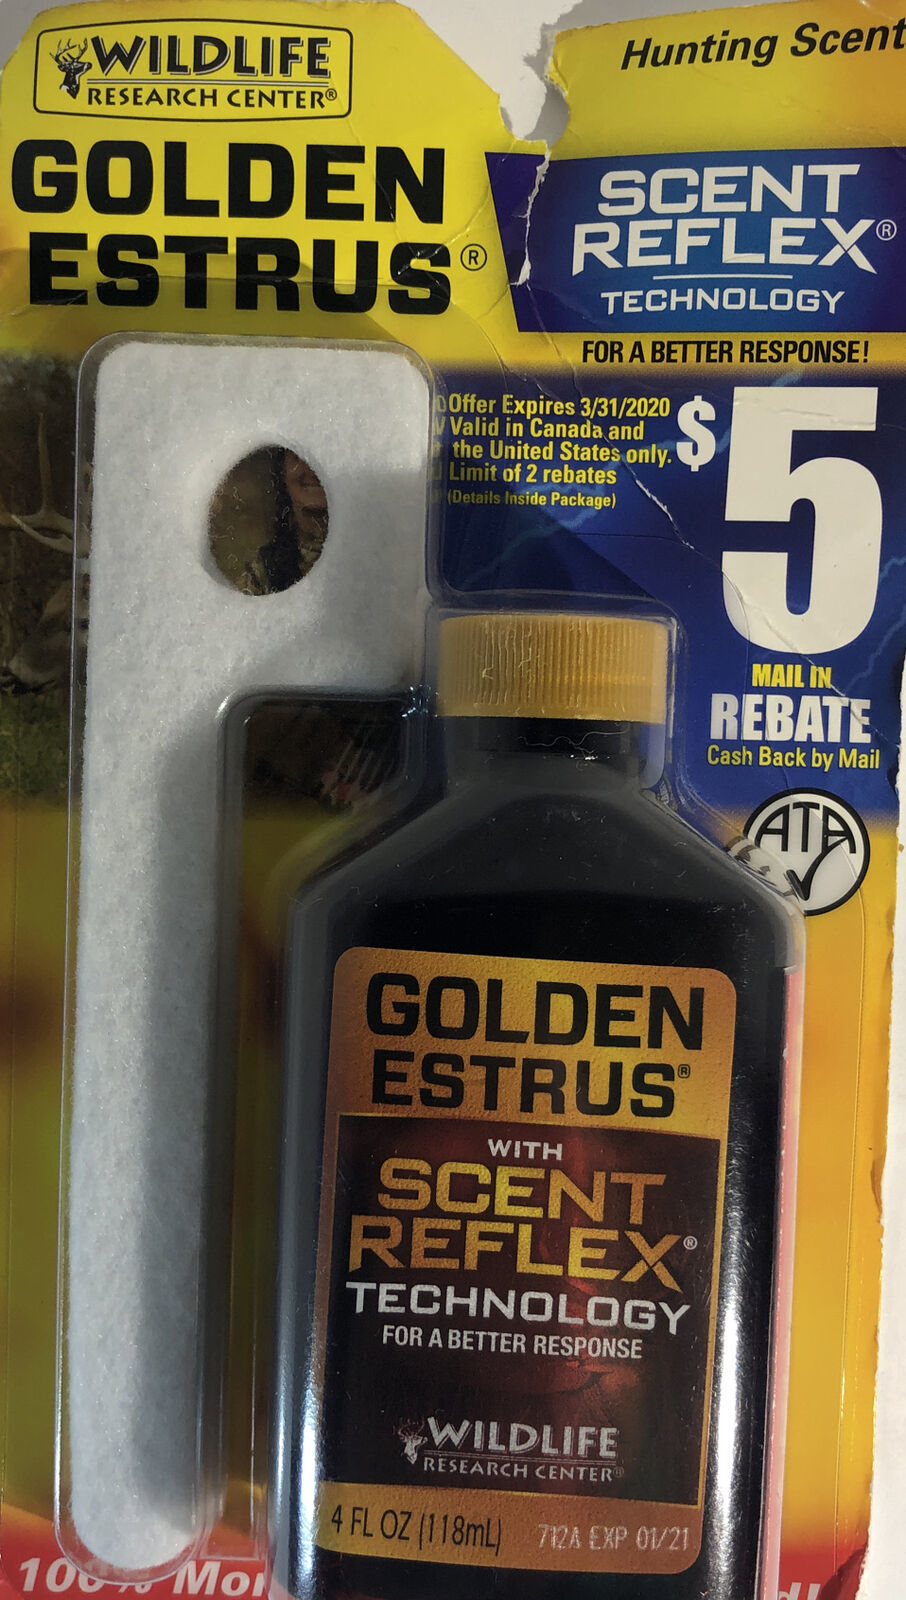 WILDLIFE
RESEARCH CENTER®
Hunting Scent
GOLDEN
ESTRUS®
SCENT
REFLEX®
TECHNOLOGY
FOR A BETTER RESPONSE!
Offer Expires 3/31/2020
Valid in Canada and
the United States only.
Limit of 2 rebates
(Details Inside Package)
$5
MAIL IN
REBATE
Cash Back by Mail
ATA
GOLDEN
ESTRUS®
WITH
SCENT
REFLEX®
TECHNOLOGY
FOR A BETTER RESPONSE
WILDLIFE
RESEARCH CENTER®
4 FL OZ (118mL)
712A EXP 01/21
100%